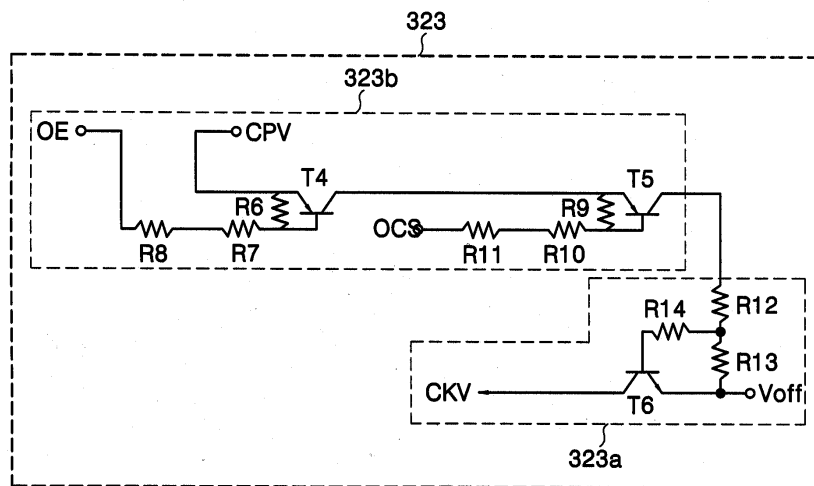 323
323b
OE
CPV
T4
T5
R6
R9
OCS
R8
R7
R11
R10
R12
R14
R13
CKV
T6
Voff
323a